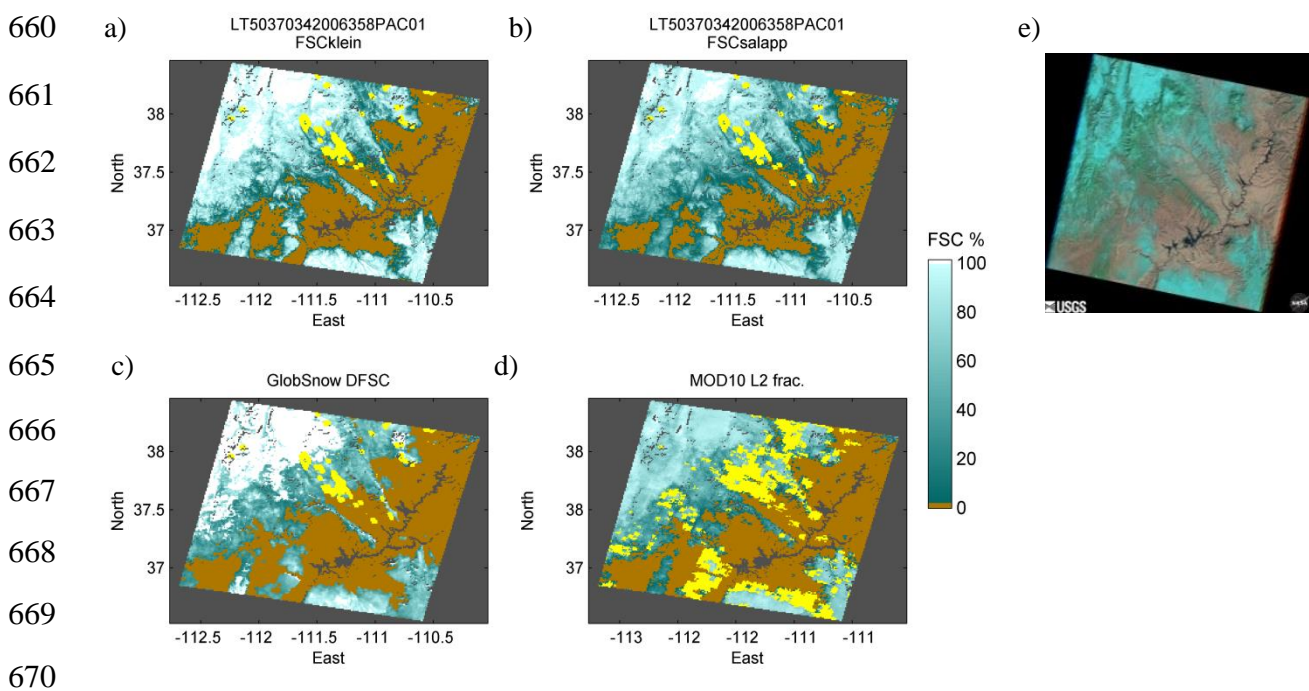 660
661
662
663
664
665
666
667
668
669
670
a)
LT50370342006358PAC01
FSCklein
North
38
37.5
37
-112.5 -112 -111.5 -111 -110.5
East
b)
LT50370342006358PAC01
FSCsalapp
North
38
37.5
37
-112.5 -112 -111.5 -111 -110.5
East
e)
USGS
FSC %
100
80
60
40
20
0
c)
GlobSnow DFSC
North
38
37.5
37
-112.5 -112 -111.5 -111 -110.5
East
d)
MOD10 L2 frac.
North
38
38
37
-113 -112 -112 -111 -111
East